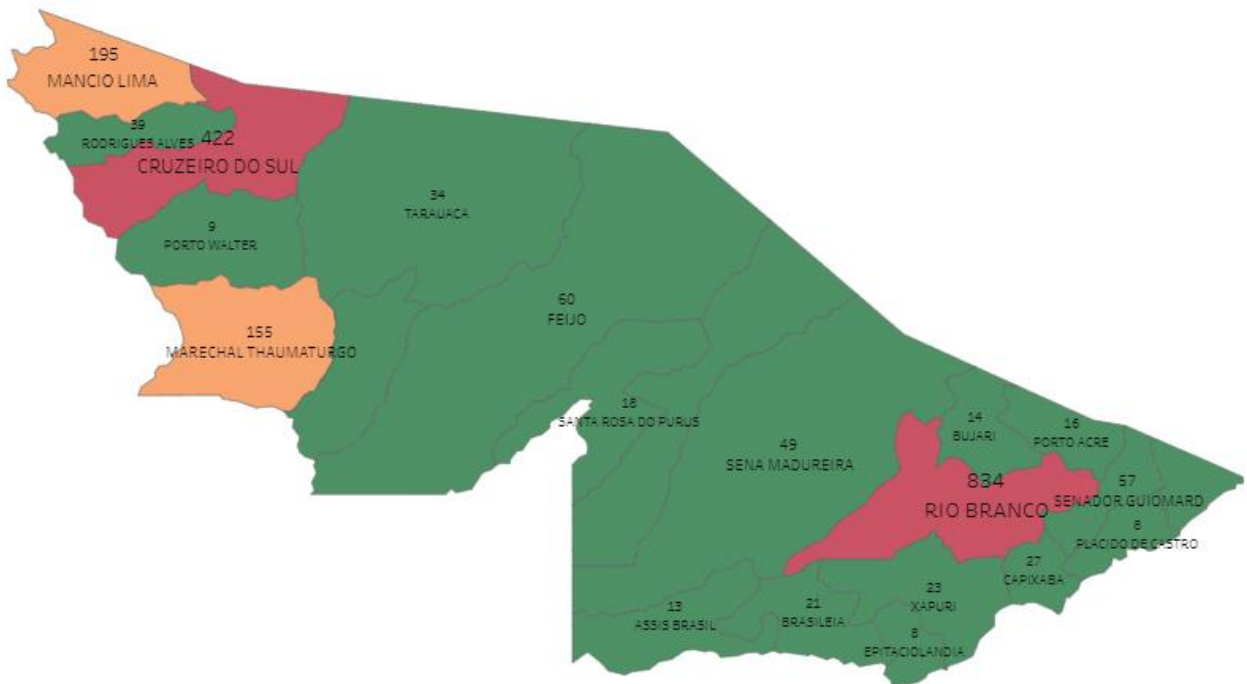 195
MANCIO LIMA
39
RODRIGUES ALVES
422
CRUZEIRO DO SUL
34
TARAUACA
9
PORTO WALTER
60
FEIJO
155
MARECHAL THAUMATURGO
18
SANTA ROSA DO PURUS
49
SENA MADUREIRA
14
BUJARI
16
PORTO ACRE
834
RIO BRANCO
57
SENADOR GUIOMARD
8
PLACIDO DE CASTRO
27
CAPIXABA
23
XAPURI
21
BRASILEIA
13
ASSIS BRASIL
8
EPITACIOLANDIA